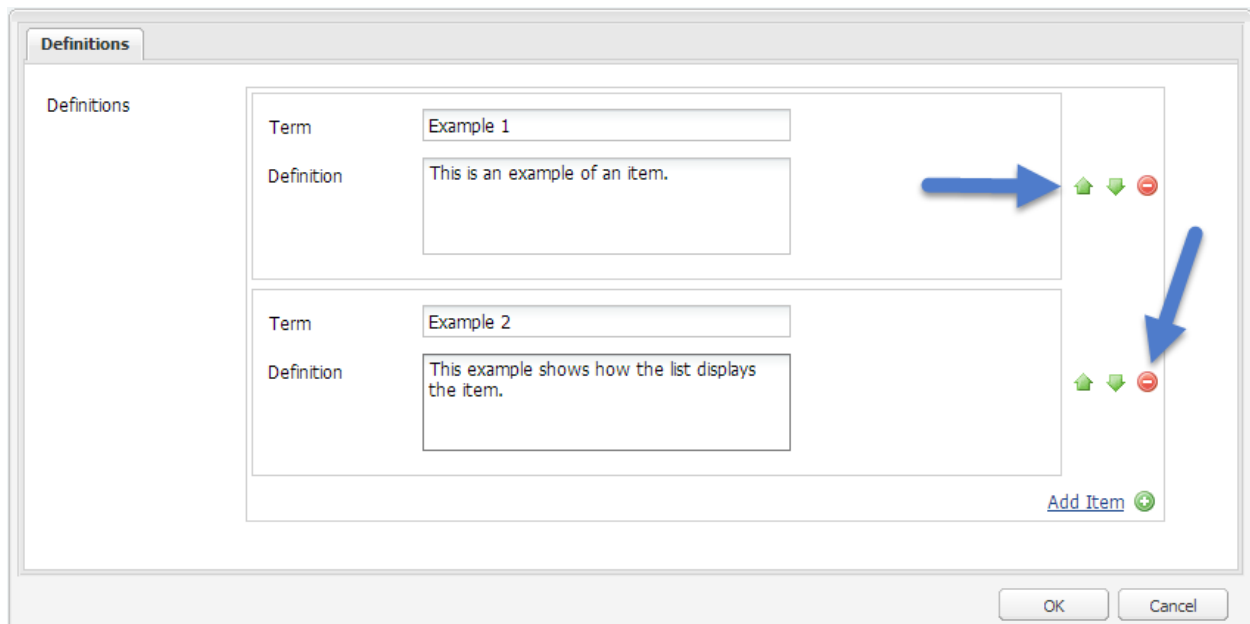 Definitions
Definitions
Term
Example 1
Definition
This is an example of an item.
Term
Example 2
Definition
This example shows how the list displays
the item.
Add Item
OK
Cancel